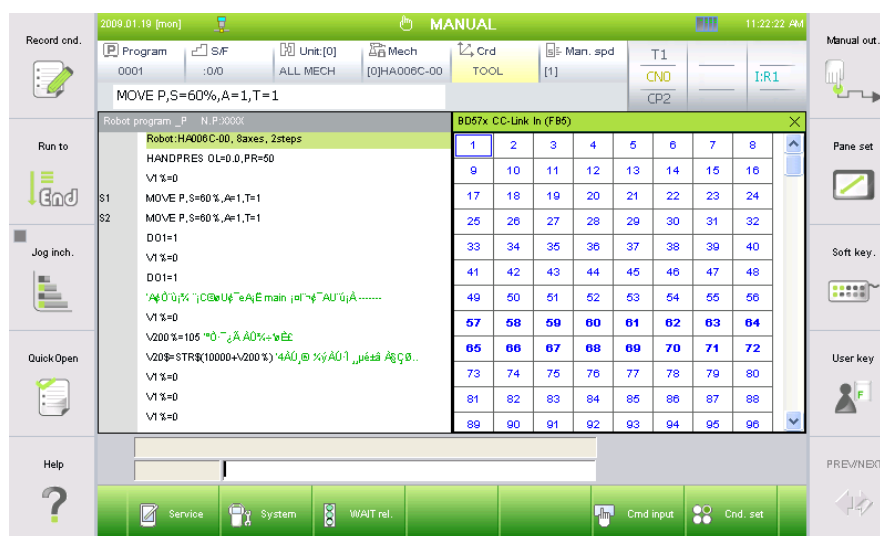 2009.01.19 [mon]
MANUAL
11:22:22 AM
Record cnd.
Run to
End
Jog inch.
Quick Open
Help
P Program
0001
S/F
:0/0
Unit:[0]
ALL MECH
Mech
[0]HA006C-00
Crd
TOOL
Man. spd
[1]
T1
CN0
CP2
I:R1
MOVE P,S=60%,A=1,T=1
Robot program _P N.P:XXXX
Robot:HA006C-00, 8axes, 2steps
HANDPRES OL=0.0,PR=50
V1%=0
S1 MOVE P,S=60%,A=1,T=1
S2 MOVE P,S=60%,A=1,T=1
DO1=1
V1%=0
DO1=1
main
V1%=0
V200%=105
V20$=STR$(10000+V200%)
V1%=0
V1%=0
V1%=0
BD57x CC-Link In (FB5)
1 2 3 4 5 6 7 8
9 10 11 12 13 14 15 16
17 18 19 20 21 22 23 24
25 26 27 28 29 30 31 32
33 34 35 36 37 38 39 40
41 42 43 44 45 46 47 48
49 50 51 52 53 54 55 56
57 58 59 60 61 62 63 64
65 66 67 68 69 70 71 72
73 74 75 76 77 78 79 80
81 82 83 84 85 86 87 88
89 90 91 92 93 94 95 96
Manual out.
Pane set
Soft key.
User key
F
PREV/NEXT
Service
System
WAIT rel.
Cmd input
Cnd. set